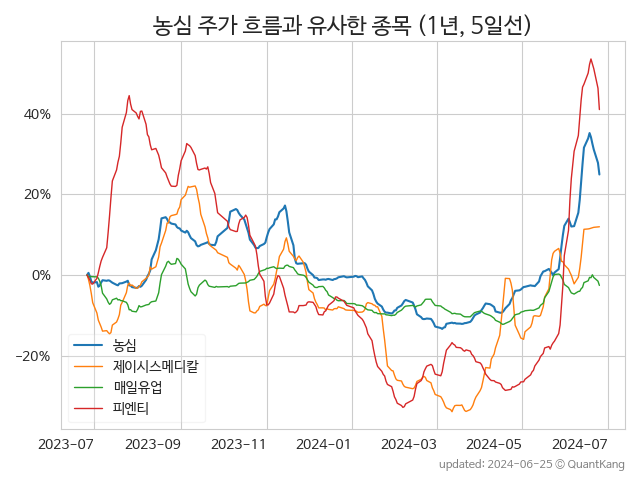 농심 주가 흐름과 유사한 종목 (1년, 5일선)
40%
20%
0%
−20%
농심
제이시스메디칼
매일유업
피엔티
2023-07 2023-09 2023-11 2024-01 2024-03 2024-05 2024-07
updated: 2024-06-25 ⓒ QuantKang